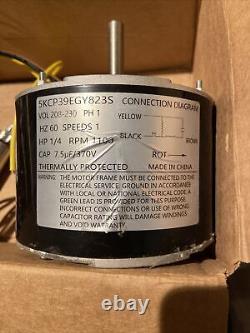 5KCP39EGY823S CONNECTION DIAGRAM
VOL 208-230 PH 1
YELLOW
HZ 60 SPEEDS 1
BLACK
BROWN
HP 1/4 RPM 1100
CAP 7.5μF/370V
ROT
THERMALLY PROTECTED
MADE IN CHINA
WARNING: THE MOTOR FRAME MUST BE CONNECTED TO THE
ELECTRICAL SERVICE GROUND IN ACCORDANCE
WITH LOCAL OR NATIONAL ELECTRICAL CODE. A
GREEN LEAD IS PROVIDED FOR THIS PURPOSE.
WARNING: USE OF OVERSIZED OR INCORRECT
CAPACITOR RATING WILL DAMAGE WINDINGS
AND VOID WARRANTY.
ebay